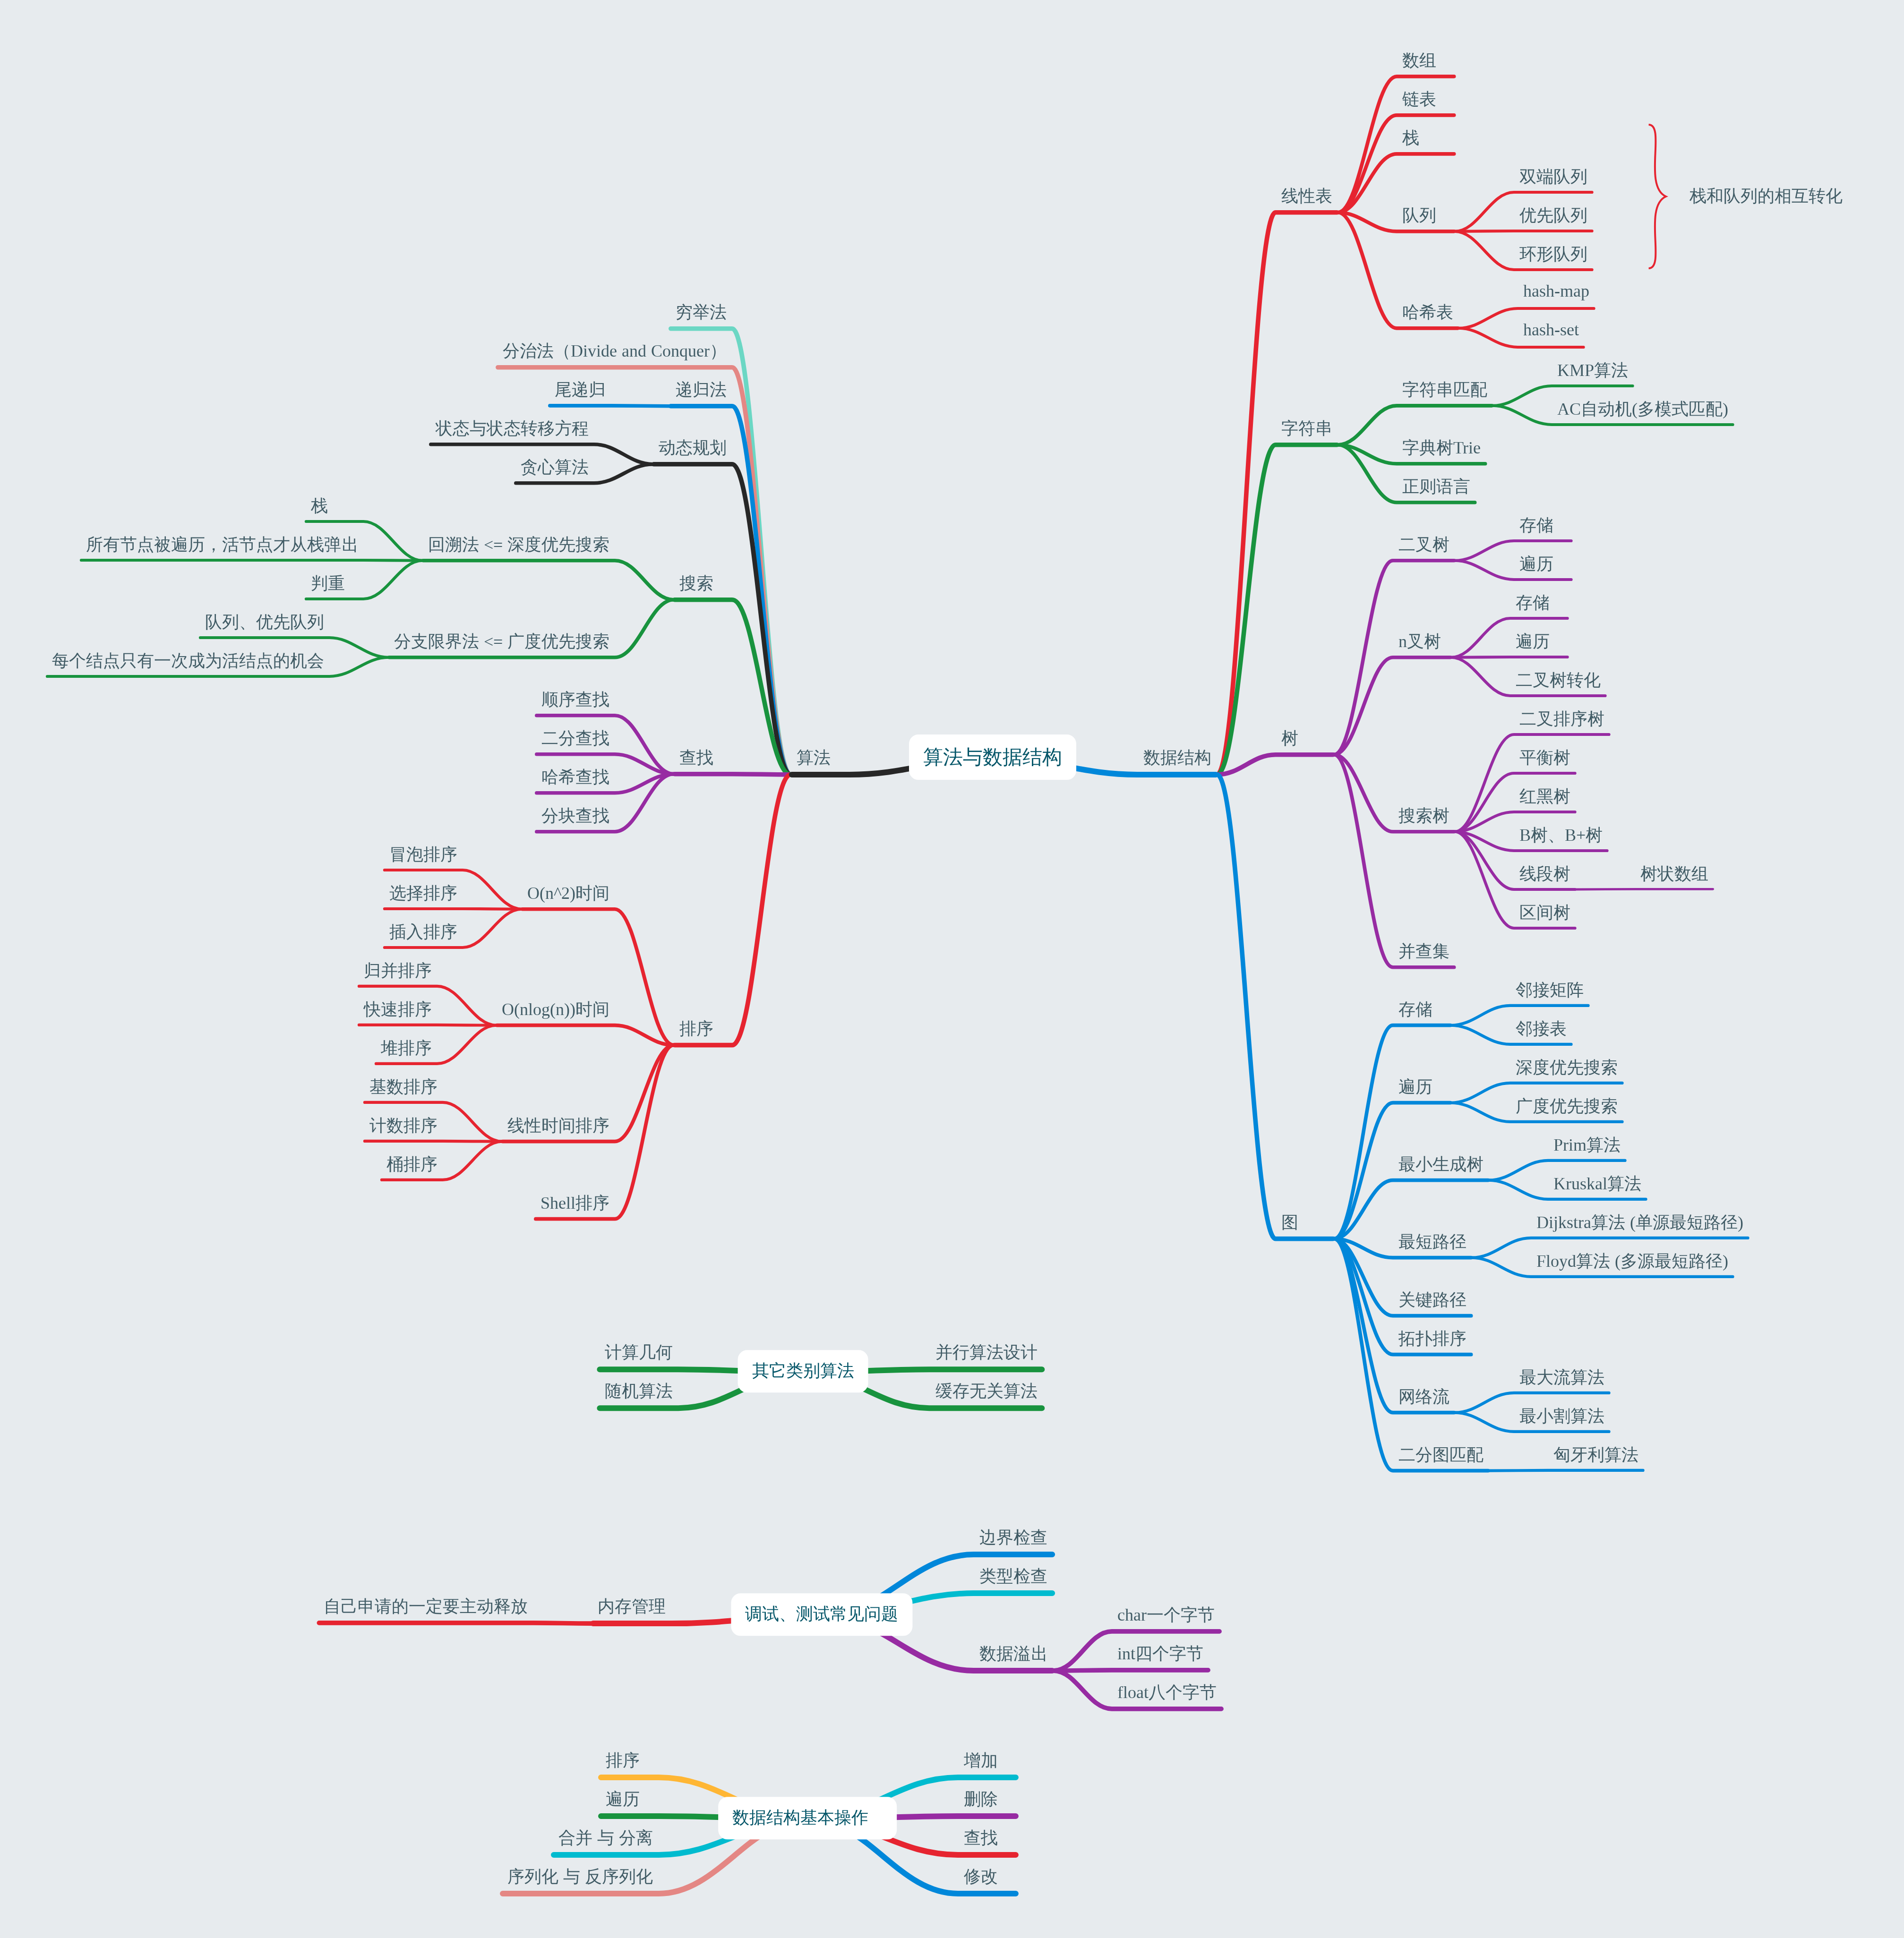 算法与数据结构
数据结构
线性表
数组
链表
栈
队列
双端队列
优先队列
环形队列
栈和队列的相互转化
哈希表
hash-map
hash-set
字符串
字符串匹配
KMP算法
AC自动机(多模式匹配)
字典树Trie
正则语言
树
二叉树
存储
遍历
n叉树
存储
遍历
二叉树转化
搜索树
二叉排序树
平衡树
红黑树
B树、B+树
线段树
树状数组
区间树
并查集
图
存储
邻接矩阵
邻接表
遍历
深度优先搜索
广度优先搜索
最小生成树
Prim算法
Kruskal算法
最短路径
Dijkstra算法 (单源最短路径)
Floyd算法 (多源最短路径)
关键路径
拓扑排序
网络流
最大流算法
最小割算法
二分图匹配
匈牙利算法
算法
穷举法
分治法（Divide and Conquer）
递归法
尾递归
动态规划
状态与状态转移方程
贪心算法
搜索
回溯法 <= 深度优先搜索
栈
所有节点被遍历，活节点才从栈弹出
判重
分支限界法 <= 广度优先搜索
队列、优先队列
每个结点只有一次成为活结点的机会
查找
顺序查找
二分查找
哈希查找
分块查找
排序
O(n^2)时间
冒泡排序
选择排序
插入排序
O(nlog(n))时间
归并排序
快速排序
堆排序
线性时间排序
基数排序
计数排序
桶排序
Shell排序
其它类别算法
计算几何
随机算法
并行算法设计
缓存无关算法
调试、测试常见问题
内存管理
自己申请的一定要主动释放
边界检查
类型检查
数据溢出
char一个字节
int四个字节
float八个字节
数据结构基本操作
排序
遍历
合并 与 分离
序列化 与 反序列化
增加
删除
查找
修改